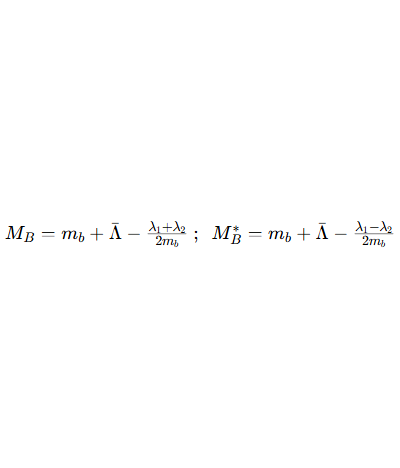 $M_B = m_b + \bar{\Lambda} - \frac{\lambda_1 + \lambda_2}{2m_b}$ ; $M_B^* = m_b + \bar{\Lambda} - \frac{\lambda_1 - \lambda_2}{2m_b}$